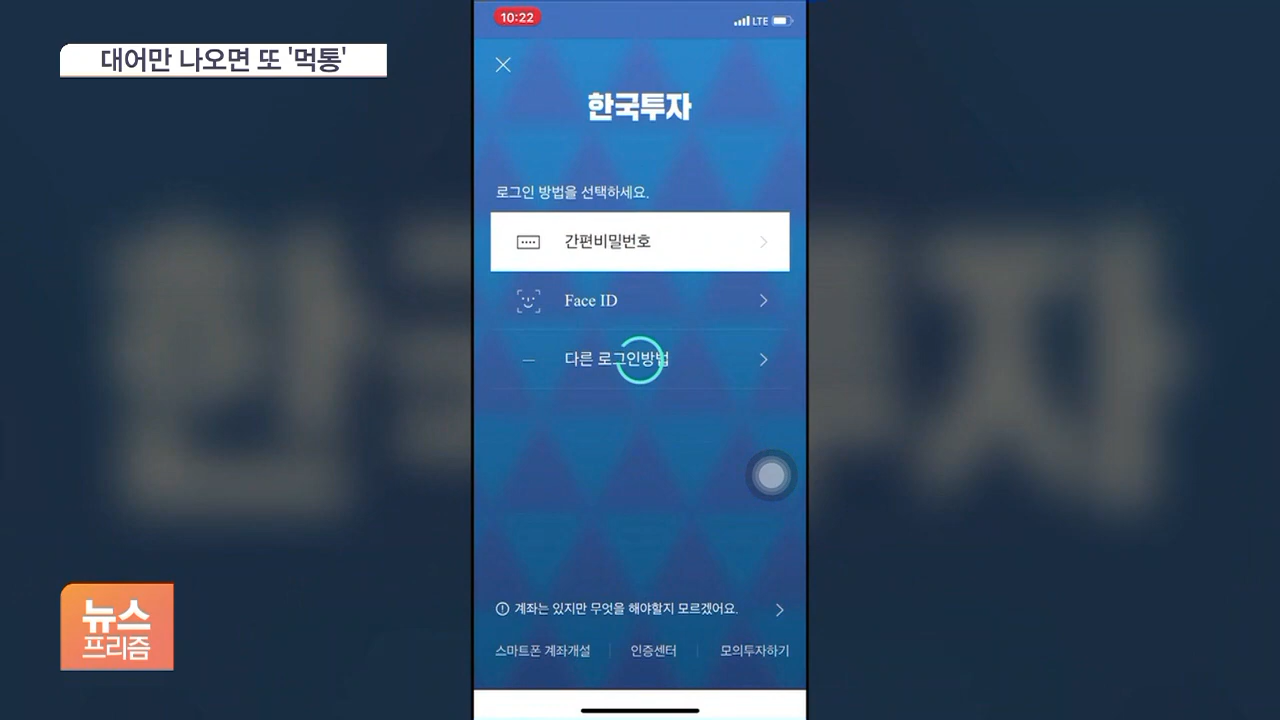 대어만 나오면 또 '먹통'
10:22
LTE
한국투자
로그인 방법을 선택하세요.
간편비밀번호
Face ID
다른 로그인방법
계좌는 있지만 무엇을 해야할지 모르겠어요.
스마트폰 계좌개설
인증센터
모의투자하기
뉴스
프리즘